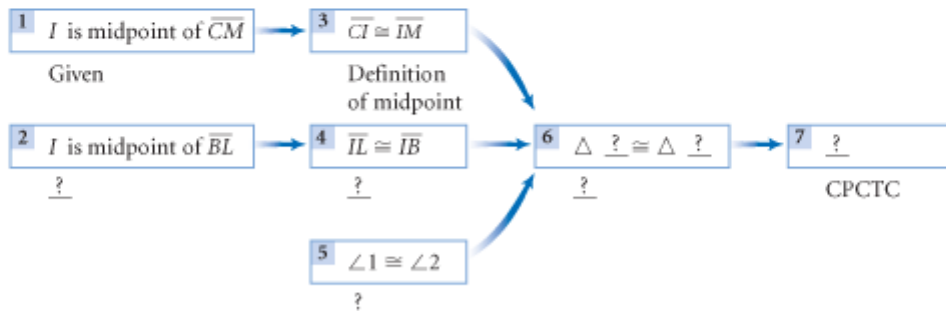 1 I is midpoint of CM
Given
3 CI ≅ IM
Definition
of midpoint
2 I is midpoint of BL
?
4 IL ≅ IB
?
6 △ ? ≅ △ ?
?
7 ?
CPCTC
5 ∠1 ≅ ∠2
?